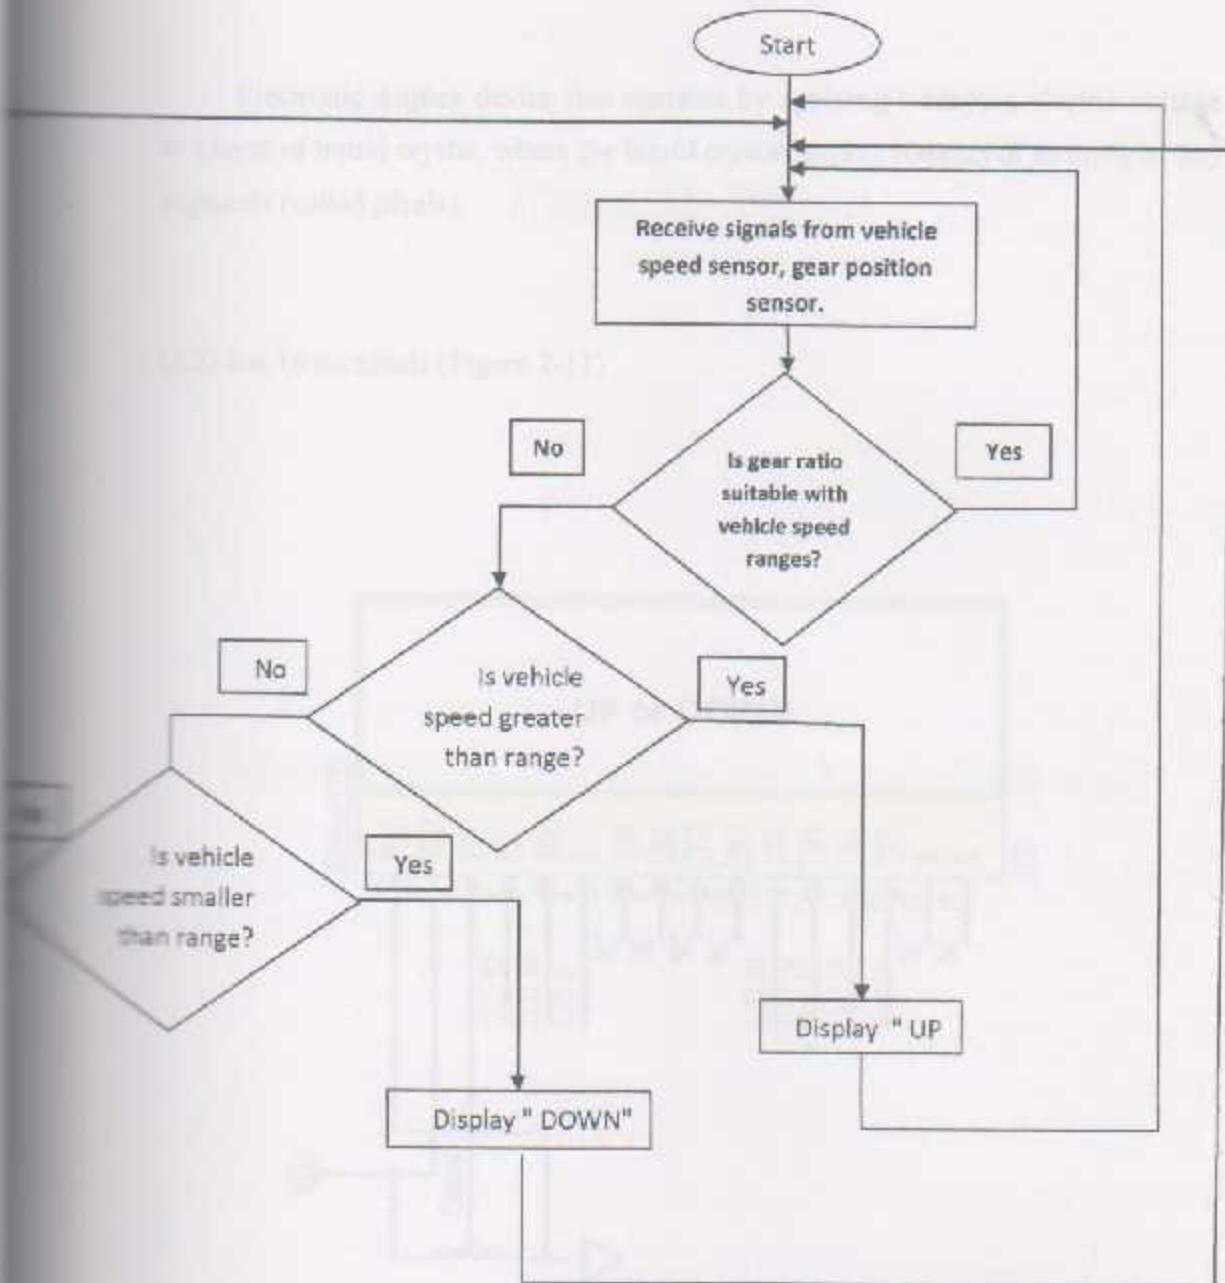 Start
Receive signals from vehicle
speed sensor, gear position
sensor.
No
Yes
Is gear ratio
suitable with
vehicle speed
ranges?
No
Yes
Is vehicle
speed greater
than range?
Is vehicle
speed smaller
than range?
Yes
Display " UP
Display " DOWN"